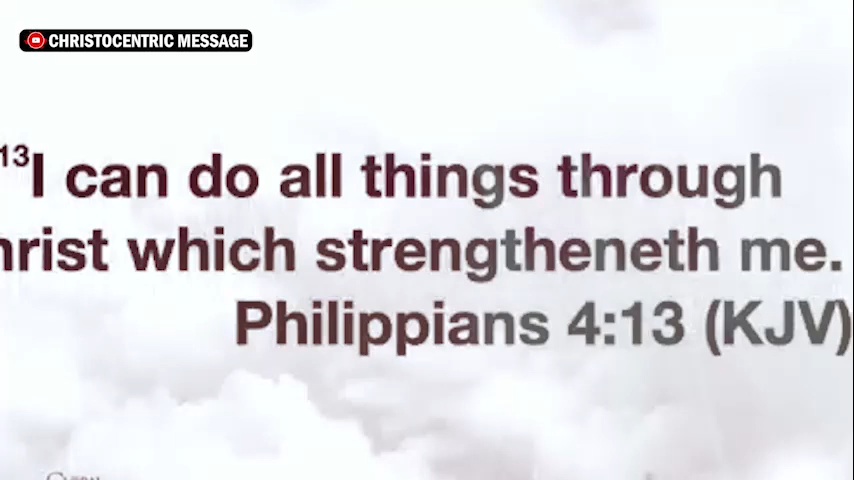 CHRISTOCENTRIC MESSAGE
13I can do all things through
hrist which strengtheneth me.
Philippians 4:13 (KJV)